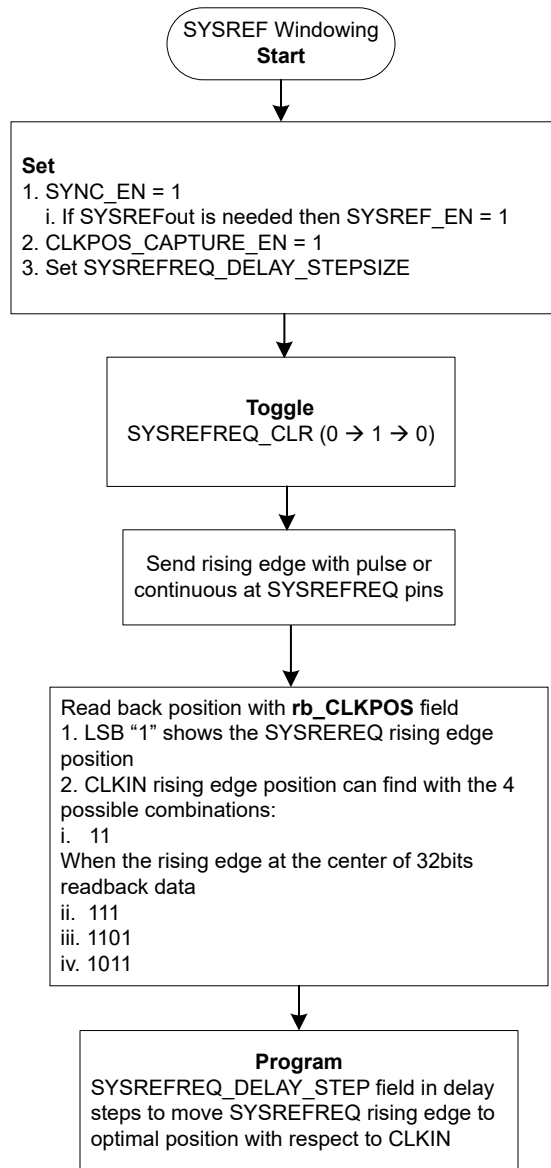 SYSREF Windowing
Start
Set
1. SYNC_EN = 1
i. If SYSREFout is needed then SYSREF_EN = 1
2. CLKPOS_CAPTURE_EN = 1
3. Set SYSREFREQ_DELAY_STEPSIZE
Toggle
SYSREFREQ_CLR (0 → 1 → 0)
Send rising edge with pulse or
continuous at SYSREFREQ pins
Read back position with rb_CLKPOS field
1. LSB “1” shows the SYSREREQ rising edge
position
2. CLKIN rising edge position can find with the 4
possible combinations:
i. 11
When the rising edge at the center of 32bits
readback data
ii. 111
iii. 1101
iv. 1011
Program
SYSREFREQ_DELAY_STEP field in delay
steps to move SYSREFREQ rising edge to
optimal position with respect to CLKIN